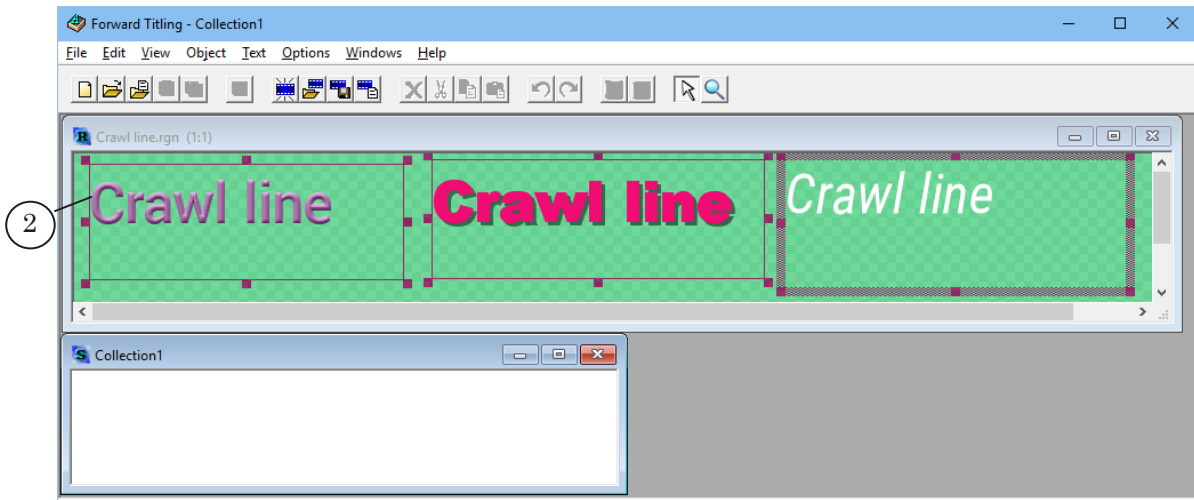 Forward Titling - Collection1
File Edit View Object Text Options Windows Help
R Crawl line.rgn (1:1)
2
Crawl line Crawl line Crawl line
S Collection1